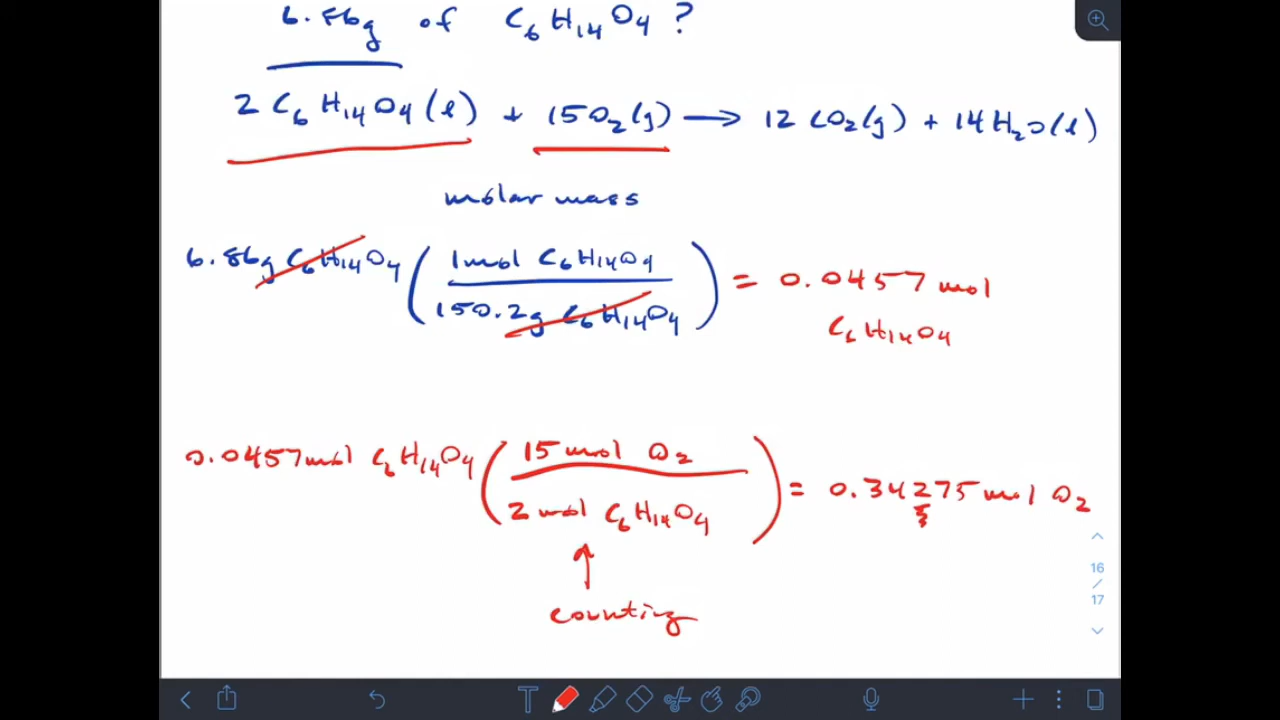 6.86g of C₆H₁₄O₄?
2 C₆H₁₄O₄(l) + 15O₂(g) → 12 CO₂(g) + 14H₂O(l)
molar mass
6.86g C₆H₁₄O₄ ( 1mol C₆H₁₄O₄ / 150.2g C₆H₁₄O₄ ) = 0.0457 mol
C₆H₁₄O₄
0.0457mol C₆H₁₄O₄ ( 15 mol O₂ / 2 mol C₆H₁₄O₄ ) = 0.34275 mol O₂
counting
16
/
17
T